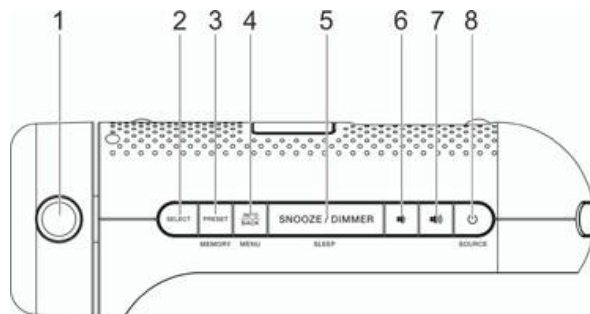 1 2 3 4 5 6 7 8
SELECT PRESET INFO BACK SNOOZE / DIMMER
MEMORY MENU SLEEP SOURCE